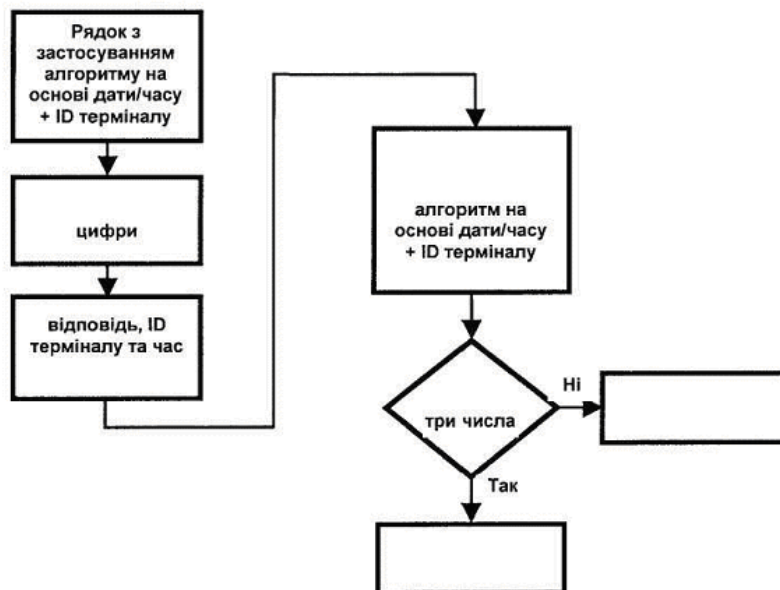 Рядок з
застосуванням
алгоритму на
основі дати/часу
+ ID терміналу
цифри
відповідь, ID
терміналу та час
алгоритм на
основі дати/часу
+ ID терміналу
три числа
Ні
Так